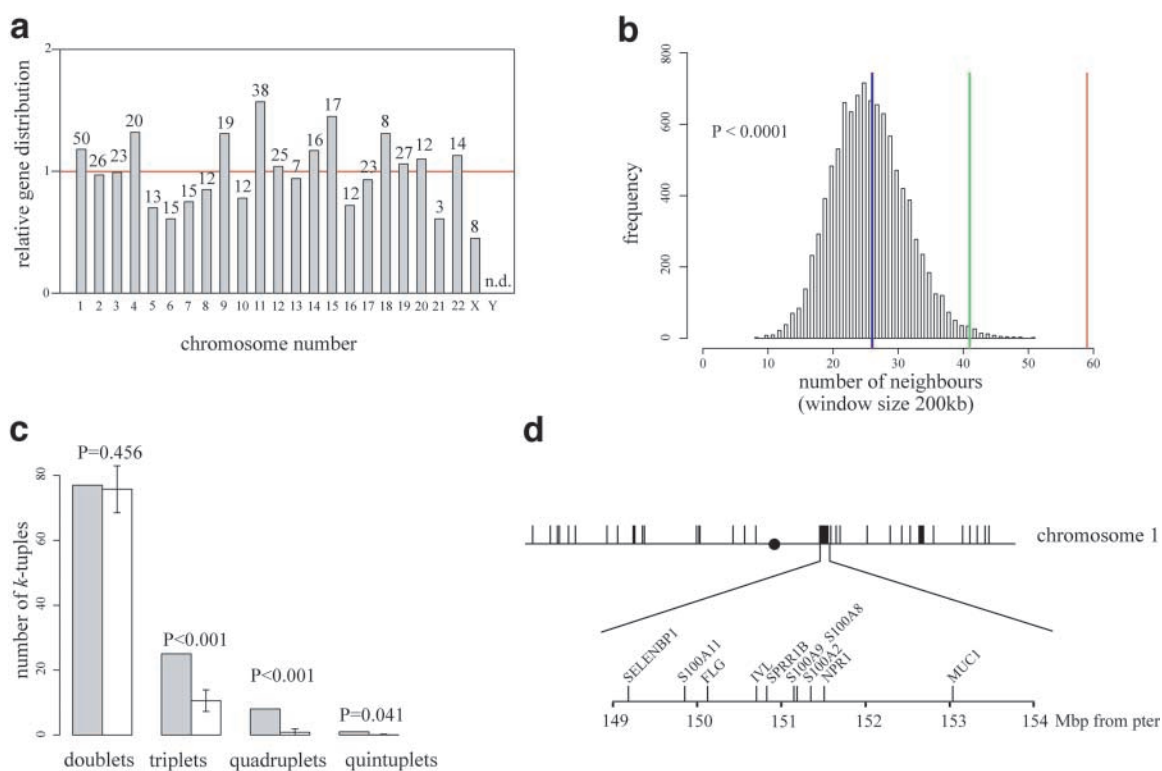 a
relative gene distribution
2
1
0
50
26
23
20
13
15
15
12
19
12
38
25
7
16
17
12
23
8
27
12
3
14
8
n.d.
1 2 3 4 5 6 7 8 9 10 11 12 13 14 15 16 17 18 19 20 21 22 X Y
chromosome number
b
frequency
800
600
400
200
0
P < 0.0001
0 10 20 30 40 50 60
number of neighbours
(window size 200kb)
c
number of k-tuples
80
60
40
20
0
P=0.456
P<0.001
P<0.001
P=0.041
doublets triplets quadruplets quintuplets
d
chromosome 1
SELENBP1
S100A11
FLG
IVL
SPRR1B
S100A9
S100A8
S100A2
NPR1
MUC1
149 150 151 152 153 154 Mbp from pter